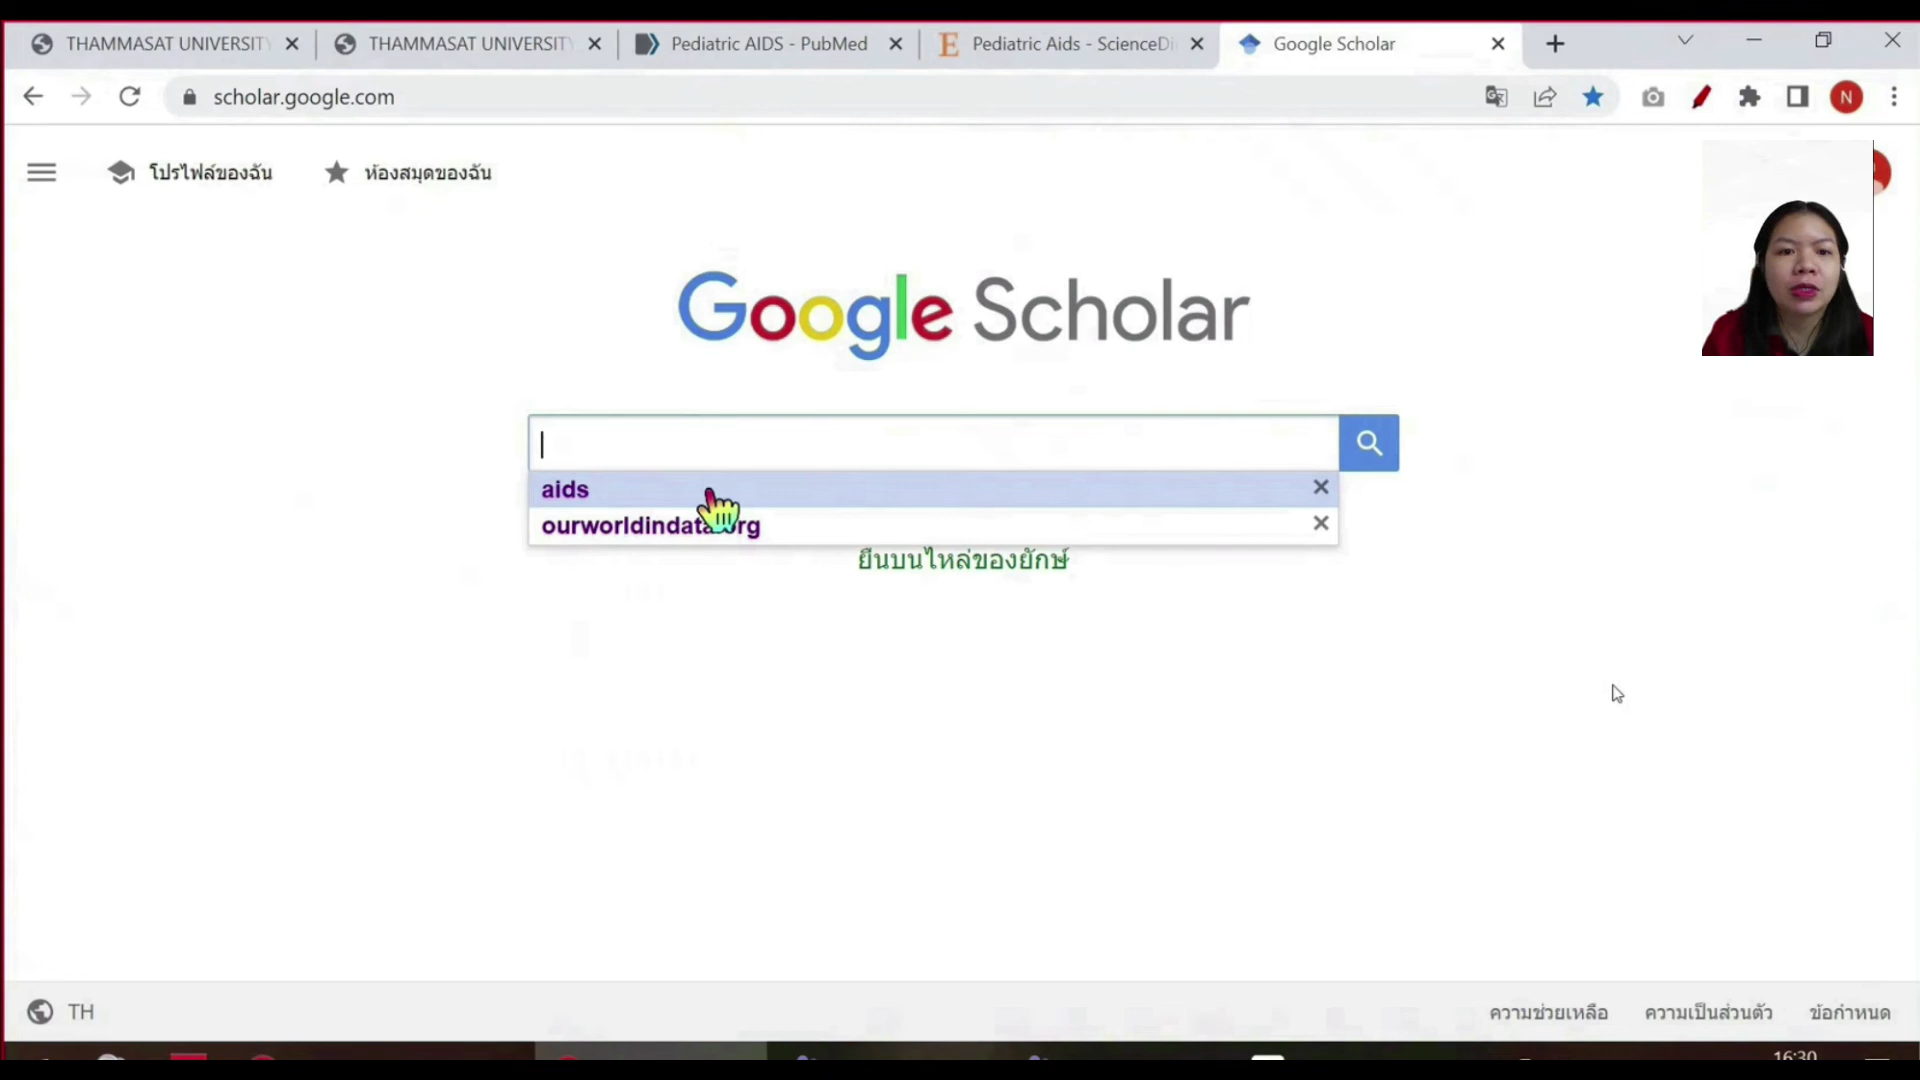 THAMMASAT UNIVERSITY
THAMMASAT UNIVERSITY
Pediatric AIDS - PubMed
Pediatric Aids - ScienceDi
Google Scholar
scholar.google.com
N
โปรไฟล์ของฉัน
ห้องสมุดของฉัน
Google Scholar
aids
ourworldindata.org
ยืนบนไหล่ของยักษ์
TH
ความช่วยเหลือ
ความเป็นส่วนตัว
ข้อกำหนด
16:30